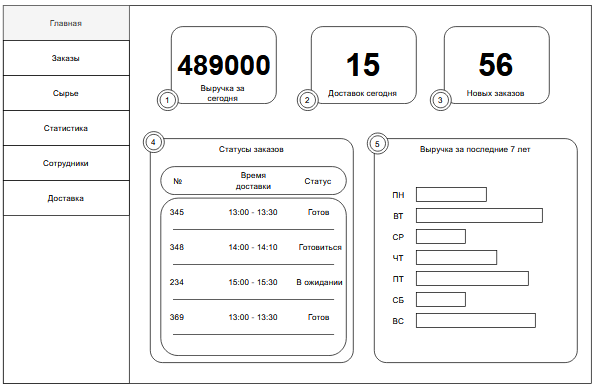 Главная
Заказы
Сырье
Статистика
Сотрудники
Доставка
489000
Выручка за
сегодня
1
15
Доставок сегодня
2
56
Новых заказов
3
4
Статусы заказов
№ Время доставки Статус
345 13:00 - 13:30 Готов
348 14:00 - 14:10 Готовиться
234 15:00 - 15:30 В ожидании
369 13:00 - 13:30 Готов
5
Выручка за последние 7 лет
ПН
ВТ
СР
ЧТ
ПТ
СБ
ВС